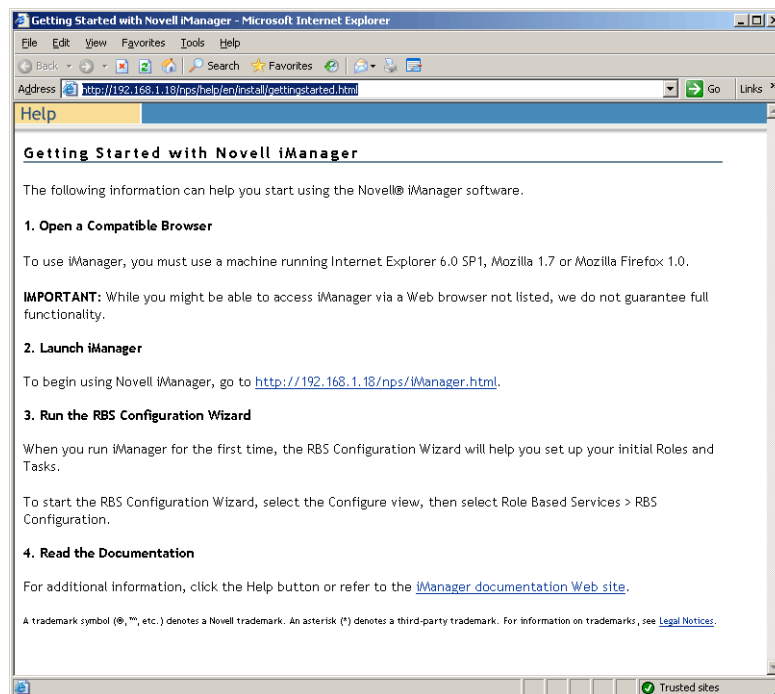 Getting Started with Novell iManager - Microsoft Internet Explorer
File Edit View Favorites Tools Help
Back Search Favorites
Address http://192.168.1.18/nps/help/en/install/gettingstarted.html Go Links »
Help
Getting Started with Novell iManager
The following information can help you start using the Novell® iManager software.
1. Open a Compatible Browser
To use iManager, you must use a machine running Internet Explorer 6.0 SP1, Mozilla 1.7 or Mozilla Firefox 1.0.
IMPORTANT: While you might be able to access iManager via a Web browser not listed, we do not guarantee full
functionality.
2. Launch iManager
To begin using Novell iManager, go to http://192.168.1.18/nps/iManager.html.
3. Run the RBS Configuration Wizard
When you run iManager for the first time, the RBS Configuration Wizard will help you set up your initial Roles and
Tasks.
To start the RBS Configuration Wizard, select the Configure view, then select Role Based Services > RBS
Configuration.
4. Read the Documentation
For additional information, click the Help button or refer to the iManager documentation Web site.
A trademark symbol (®, ™, etc.) denotes a Novell trademark. An asterisk (*) denotes a third-party trademark. For information on trademarks, see Legal Notices.
Trusted sites